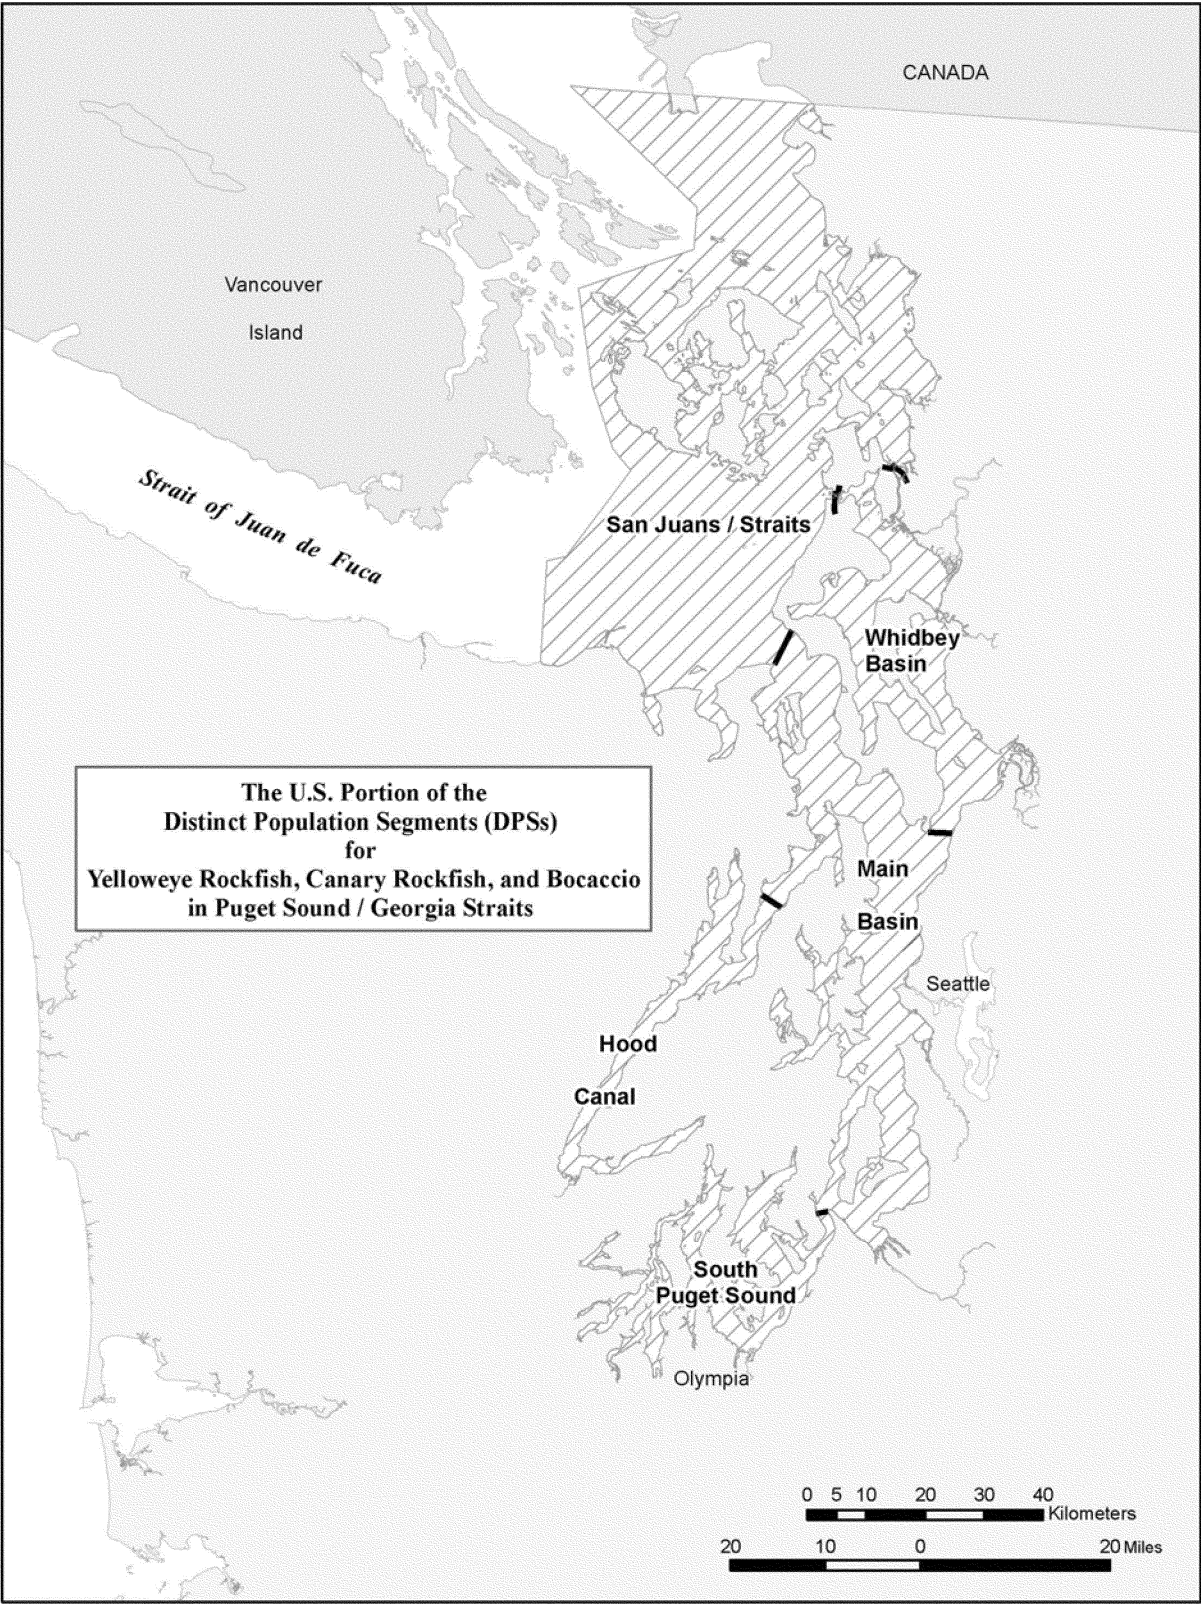 CANADA
Vancouver
Island
Strait of Juan de Fuca
San Juans / Straits
Whidbey
Basin
The U.S. Portion of the
Distinct Population Segments (DPSs)
for
Yelloweye Rockfish, Canary Rockfish, and Bocaccio
in Puget Sound / Georgia Straits
Main
Basin
Seattle
Hood
Canal
South
Puget Sound
Olympia
0 5 10 20 30 40
Kilometers
20 10 0 20 Miles